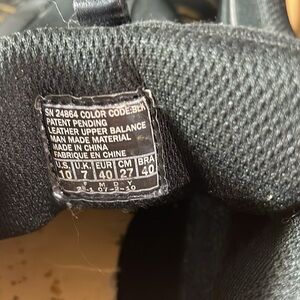 SN 24864 COLOR CODE:BLK
PATENT PENDING
LEATHER UPPER BALANCE
MAN MADE MATERIAL
MADE IN CHINA
FABRIQUE EN CHINE
U.S. U.K. EUR CM BRA
10 7 40 27 40
M D Y